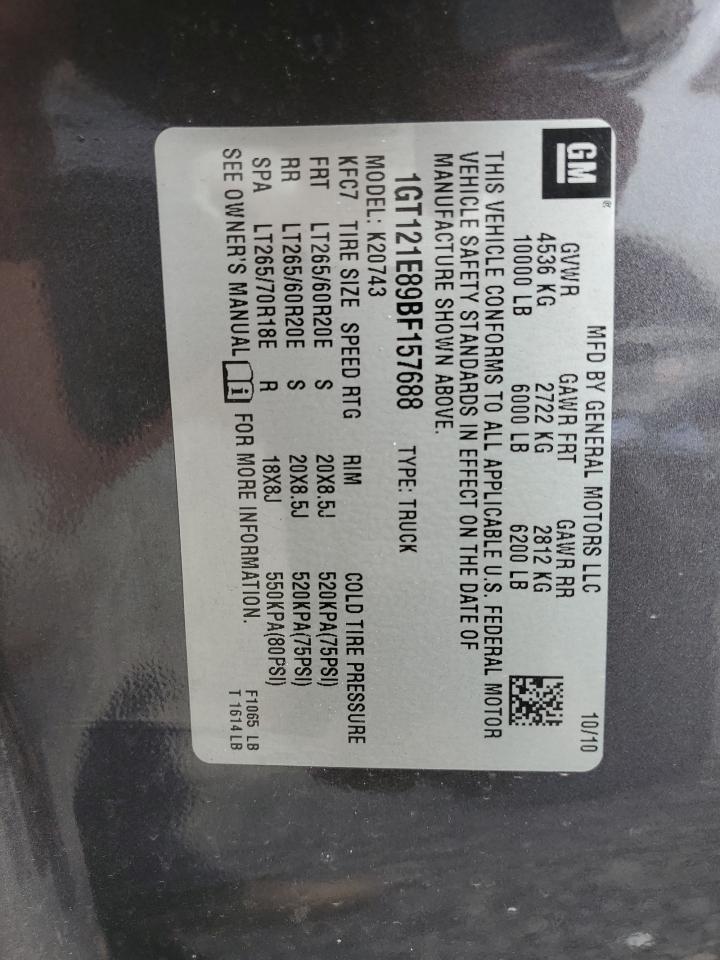 GM®
MFD BY GENERAL MOTORS LLC 10/10
GVWR GAWR FRT GAWR RR
4536 KG 2722 KG 2812 KG
10000 LB 6000 LB 6200 LB
THIS VEHICLE CONFORMS TO ALL APPLICABLE U.S. FEDERAL MOTOR
VEHICLE SAFETY STANDARDS IN EFFECT ON THE DATE OF
MANUFACTURE SHOWN ABOVE.
1GT121E89BF157688 TYPE: TRUCK
MODEL: K20743
KFC7 TIRE SIZE SPEED RTG RIM COLD TIRE PRESSURE
FRT LT265/60R20E S 20X8.5J 520KPA(75PSI)
RR LT265/60R20E S 20X8.5J 520KPA(75PSI)
SPA LT265/70R18E R 18X8J 550KPA(80PSI)
SEE OWNER'S MANUAL i FOR MORE INFORMATION.
F1065 LB
T 1614 LB